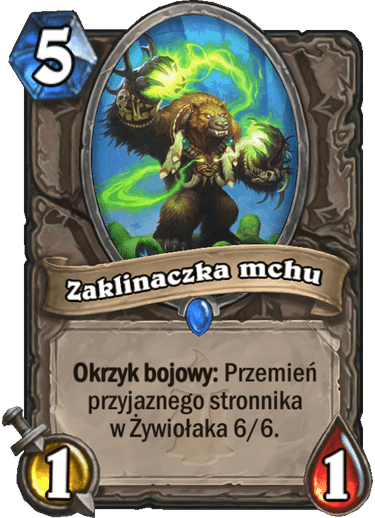 5
Zaklinaczka mchu
Okrzyk bojowy: Przemień
przyjaznego stronnika
w Żywiołaka 6/6.
1 1